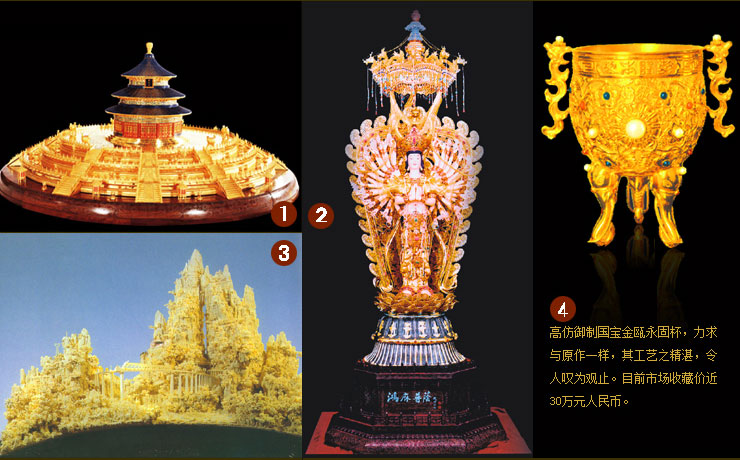 1
2
3
4
高仿御制国宝金瓯永固杯，力求
与原作一样，其工艺之精湛，令
人叹为观止。目前市场收藏价近
30万元人民币。